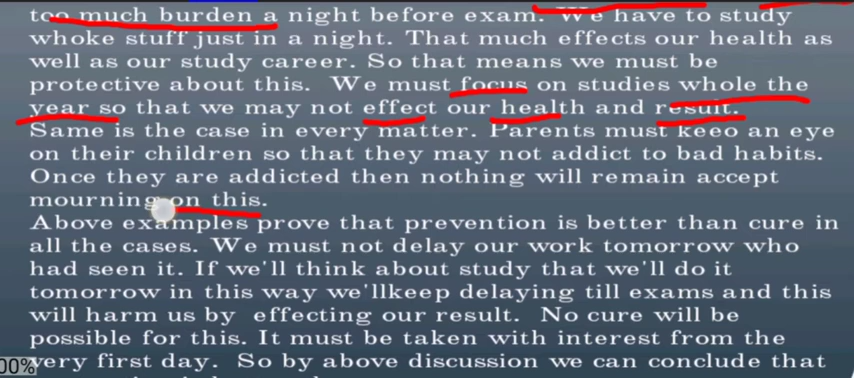 too much burden a night before exam. We have to study
whoke stuff just in a night. That much effects our health as
well as our study career. So that means we must be
protective about this. We must focus on studies whole the
year so that we may not effect our health and result.
Same is the case in every matter. Parents must keeo an eye
on their children so that they may not addict to bad habits.
Once they are addicted then nothing will remain accept
mourning on this.
Above examples prove that prevention is better than cure in
all the cases. We must not delay our work tomorrow who
had seen it. If we'll think about study that we'll do it
tomorrow in this way we'llkeep delaying till exams and this
will harm us by effecting our result. No cure will be
possible for this. It must be taken with interest from the
very first day. So by above discussion we can conclude that
00%